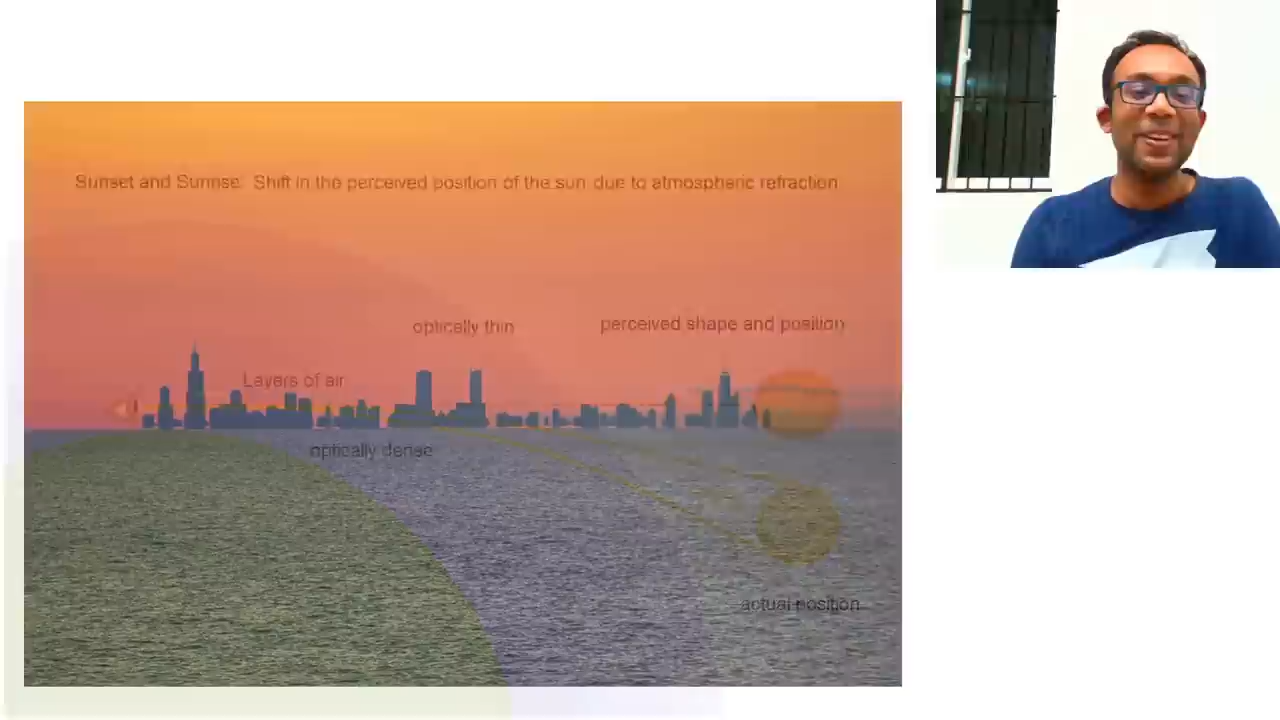 Sunset and Sunrise: Shift in the perceived position of the sun due to atmospheric refraction
optically thin
perceived shape and position
Layers of air
optically dense
actual position